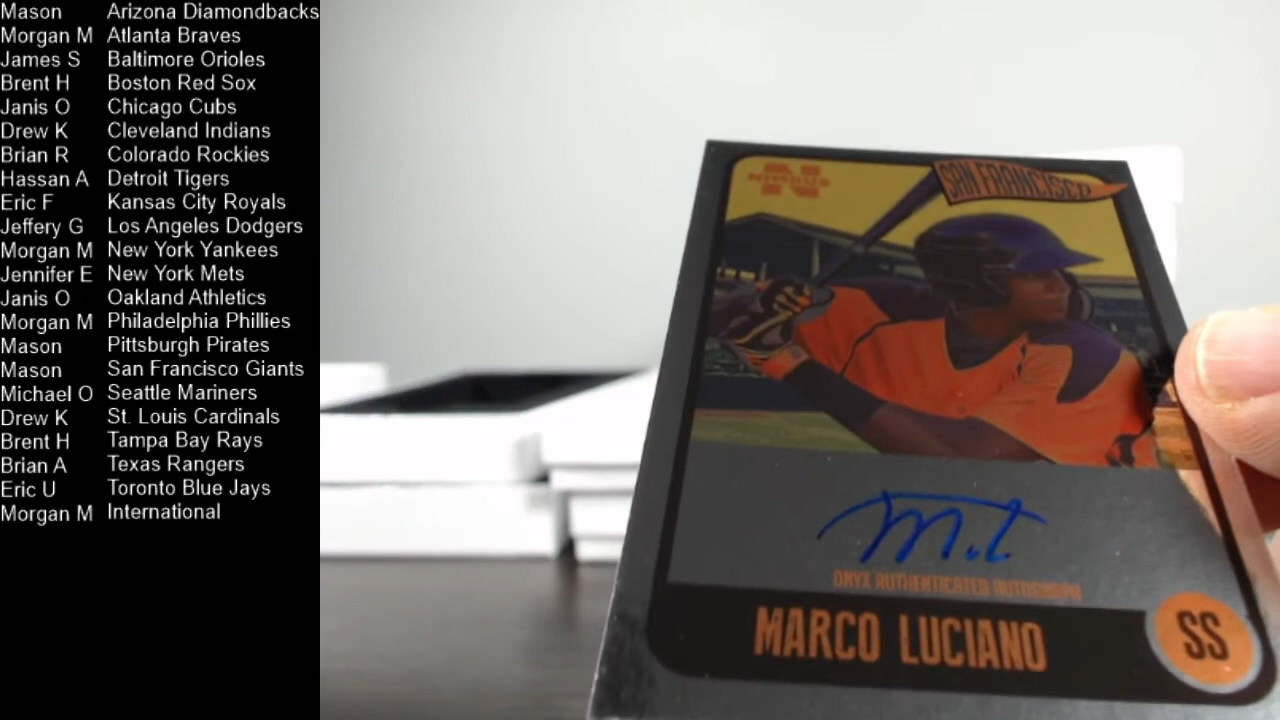 Mason Arizona Diamondbacks
Morgan M Atlanta Braves
James S Baltimore Orioles
Brent H Boston Red Sox
Janis O Chicago Cubs
Drew K Cleveland Indians
Brian R Colorado Rockies
Hassan A Detroit Tigers
Eric F Kansas City Royals
Jeffery G Los Angeles Dodgers
Morgan M New York Yankees
Jennifer E New York Mets
Janis O Oakland Athletics
Morgan M Philadelphia Phillies
Mason Pittsburgh Pirates
Mason San Francisco Giants
Michael O Seattle Mariners
Drew K St. Louis Cardinals
Brent H Tampa Bay Rays
Brian A Texas Rangers
Eric U Toronto Blue Jays
Morgan M International
N
NIMBUS
SAN FRANCISCO
ONYX AUTHENTICATED AUTOGRAPH
MARCO LUCIANO
SS